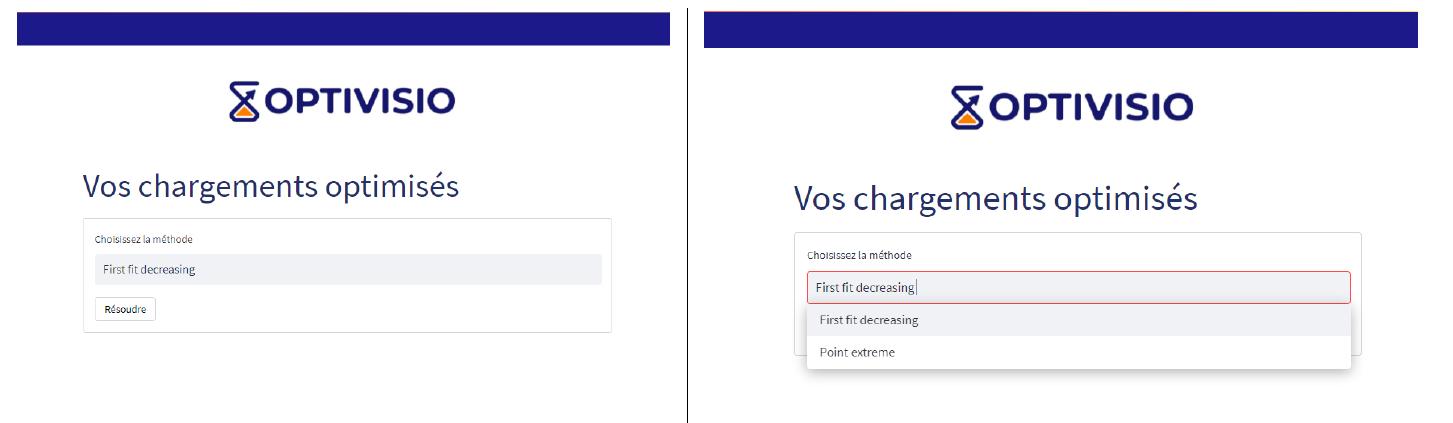 OPTIVISIO
Vos chargements optimisés
Choisissez la méthode
First fit decreasing
Résoudre
OPTIVISIO
Vos chargements optimisés
Choisissez la méthode
First fit decreasing
First fit decreasing
Point extreme